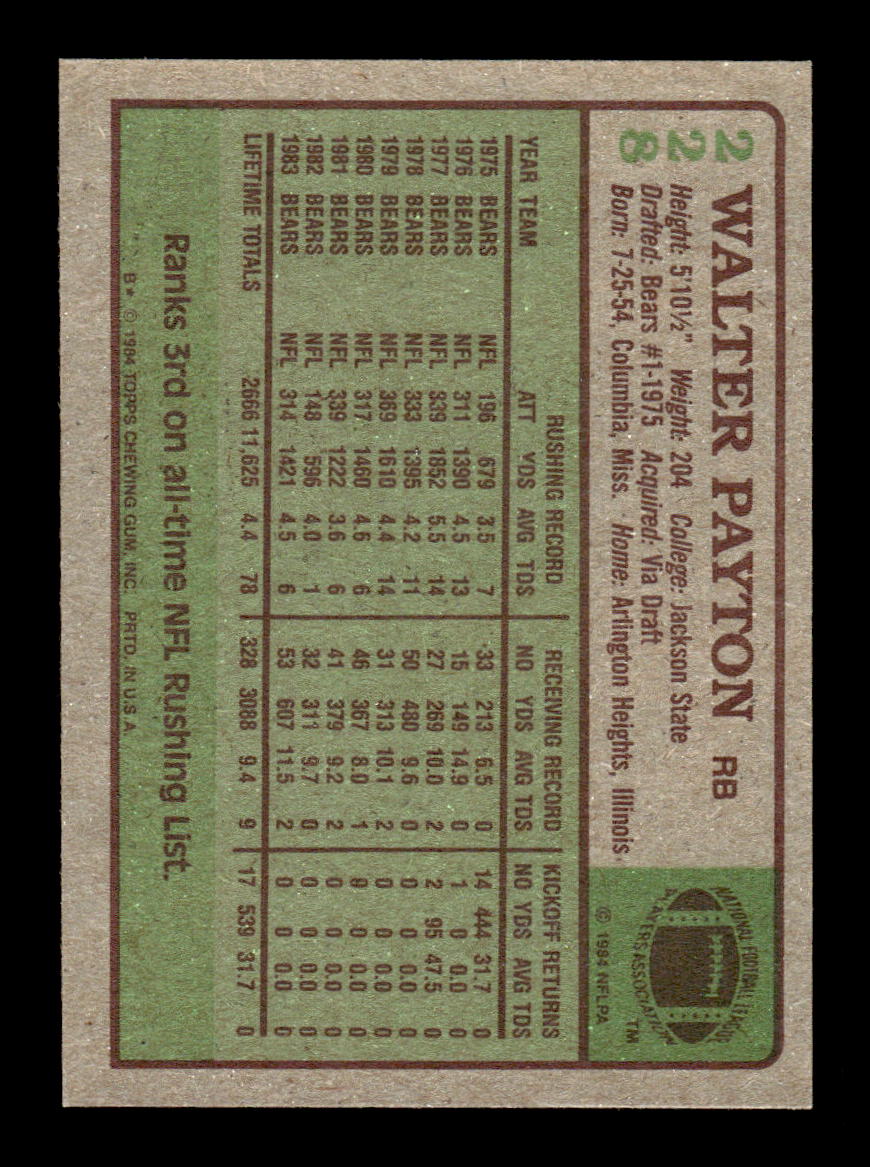 228
WALTER PAYTON RB
Height: 5'10½" Weight: 204 College: Jackson State
Drafted: Bears #1-1975 Acquired: Via Draft
Born: 7-25-54, Columbia, Miss. Home: Arlington Heights, Illinois
NATIONAL FOOTBALL LEAGUE
PLAYERS ASSOCIATION
TM
© 1984 NFLPA
RUSHING RECORD RECEIVING RECORD KICKOFF RETURNS
YEAR TEAM ATT YDS AVG TDS NO YDS AVG TDS NO YDS AVG TDS
1975 BEARS NFL 196 679 3.5 7 33 213 6.5 0 14 444 31.7 0
1976 BEARS NFL 311 1390 4.5 13 15 149 14.9 0 1 0 0.0 0
1977 BEARS NFL 339 1852 5.5 14 27 269 10.0 2 2 95 47.5 0
1978 BEARS NFL 333 1395 4.2 11 50 480 9.6 0 0 0 0.0 0
1979 BEARS NFL 369 1610 4.4 14 31 313 10.1 2 0 0 0.0 0
1980 BEARS NFL 317 1460 4.6 6 46 367 8.0 1 0 0 0.0 0
1981 BEARS NFL 339 1222 3.6 6 41 379 9.2 2 0 0 0.0 0
1982 BEARS NFL 148 596 4.0 1 32 311 9.7 0 0 0 0.0 0
1983 BEARS NFL 314 1421 4.5 6 53 607 11.5 2 0 0 0.0 0
LIFETIME TOTALS 2666 11,625 4.4 78 328 3088 9.4 9 17 539 31.7 0
Ranks 3rd on all-time NFL Rushing List.
B* © 1984 TOPPS CHEWING GUM, INC. PRTD. IN U.S.A.